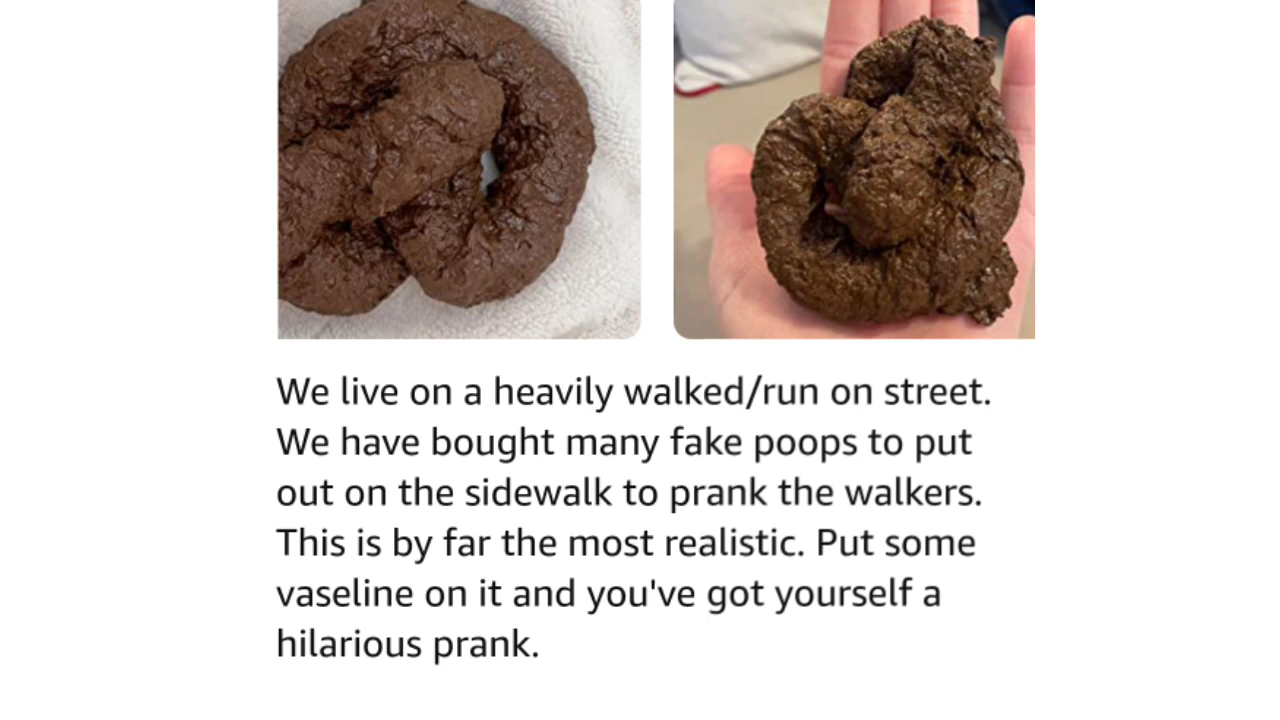 We live on a heavily walked/run on street.
We have bought many fake poops to put
out on the sidewalk to prank the walkers.
This is by far the most realistic. Put some
vaseline on it and you've got yourself a
hilarious prank.